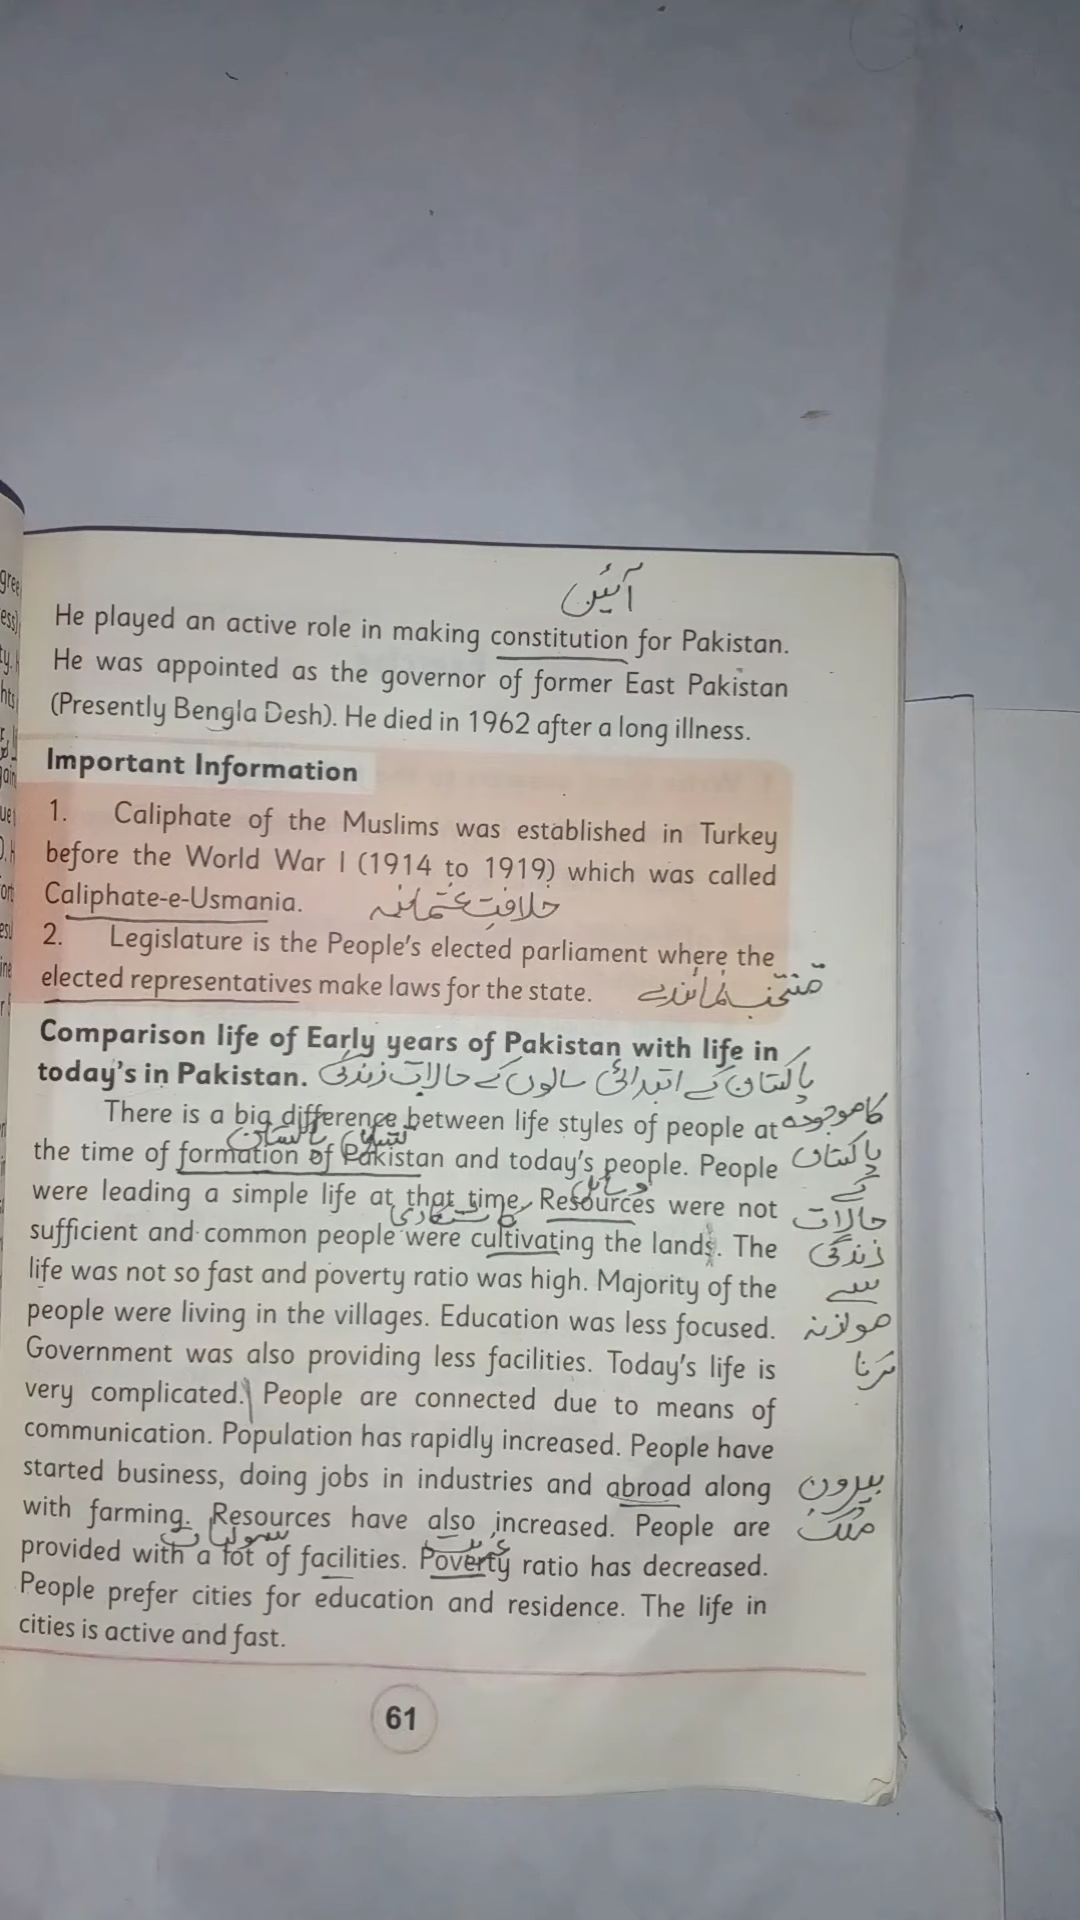 آئین
He played an active role in making constitution for Pakistan.
He was appointed as the governor of former East Pakistan
(Presently Bengla Desh). He died in 1962 after a long illness.
Important Information
1. Caliphate of the Muslims was established in Turkey
before the World War I (1914 to 1919) which was called
Caliphate-e-Usmania. خلافتِ عثمانیہ
2. Legislature is the People's elected parliament where the
elected representatives make laws for the state. منتخب نمائندے
Comparison life of Early years of Pakistan with life in
today's in Pakistan. پاکستان کے ابتدائی سالوں کے حالاتِ زندگی
کا موجودہ
There is a big difference between life styles of people at
تشکیل پاکستان
پاکستان
the time of formation of Pakistan and today's people. People
کے
وسائل
were leading a simple life at that time. Resources were not
حالات
کاشتکاری
sufficient and common people were cultivating the lands. The
زندگی
life was not so fast and poverty ratio was high. Majority of the
سے
people were living in the villages. Education was less focused.
موازنہ
Government was also providing less facilities. Today's life is
کرنا
very complicated. People are connected due to means of
communication. Population has rapidly increased. People have
started business, doing jobs in industries and abroad along
بیرون
with farming. Resources have also increased. People are
ملک
سہولیات غربت
provided with a lot of facilities. Poverty ratio has decreased.
People prefer cities for education and residence. The life in
cities is active and fast.
61